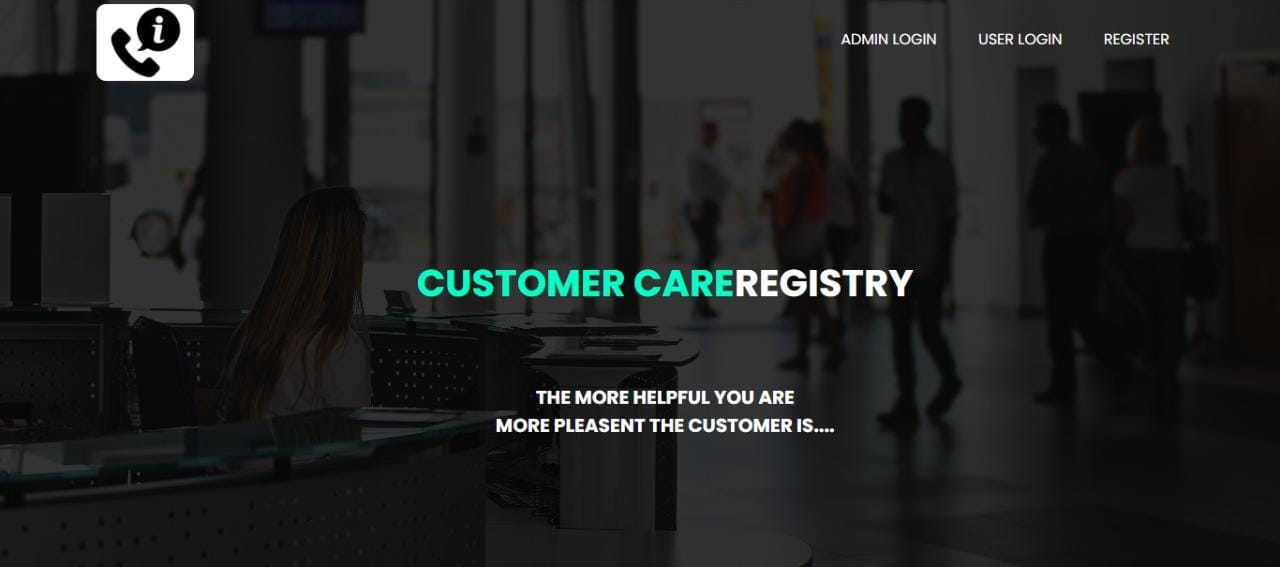 i
ADMIN LOGIN USER LOGIN REGISTER
CUSTOMER CAREREGISTRY
THE MORE HELPFUL YOU ARE
MORE PLEASENT THE CUSTOMER IS....